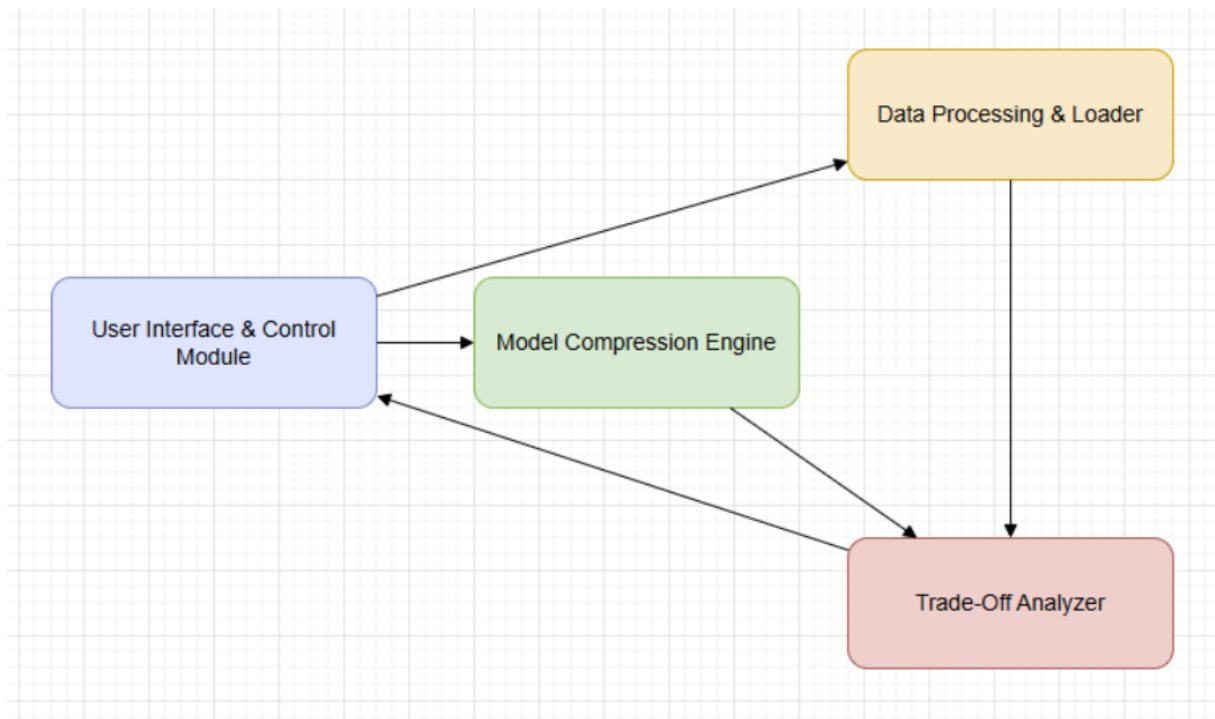 Data Processing & Loader
User Interface & Control
Module
Model Compression Engine
Trade-Off Analyzer